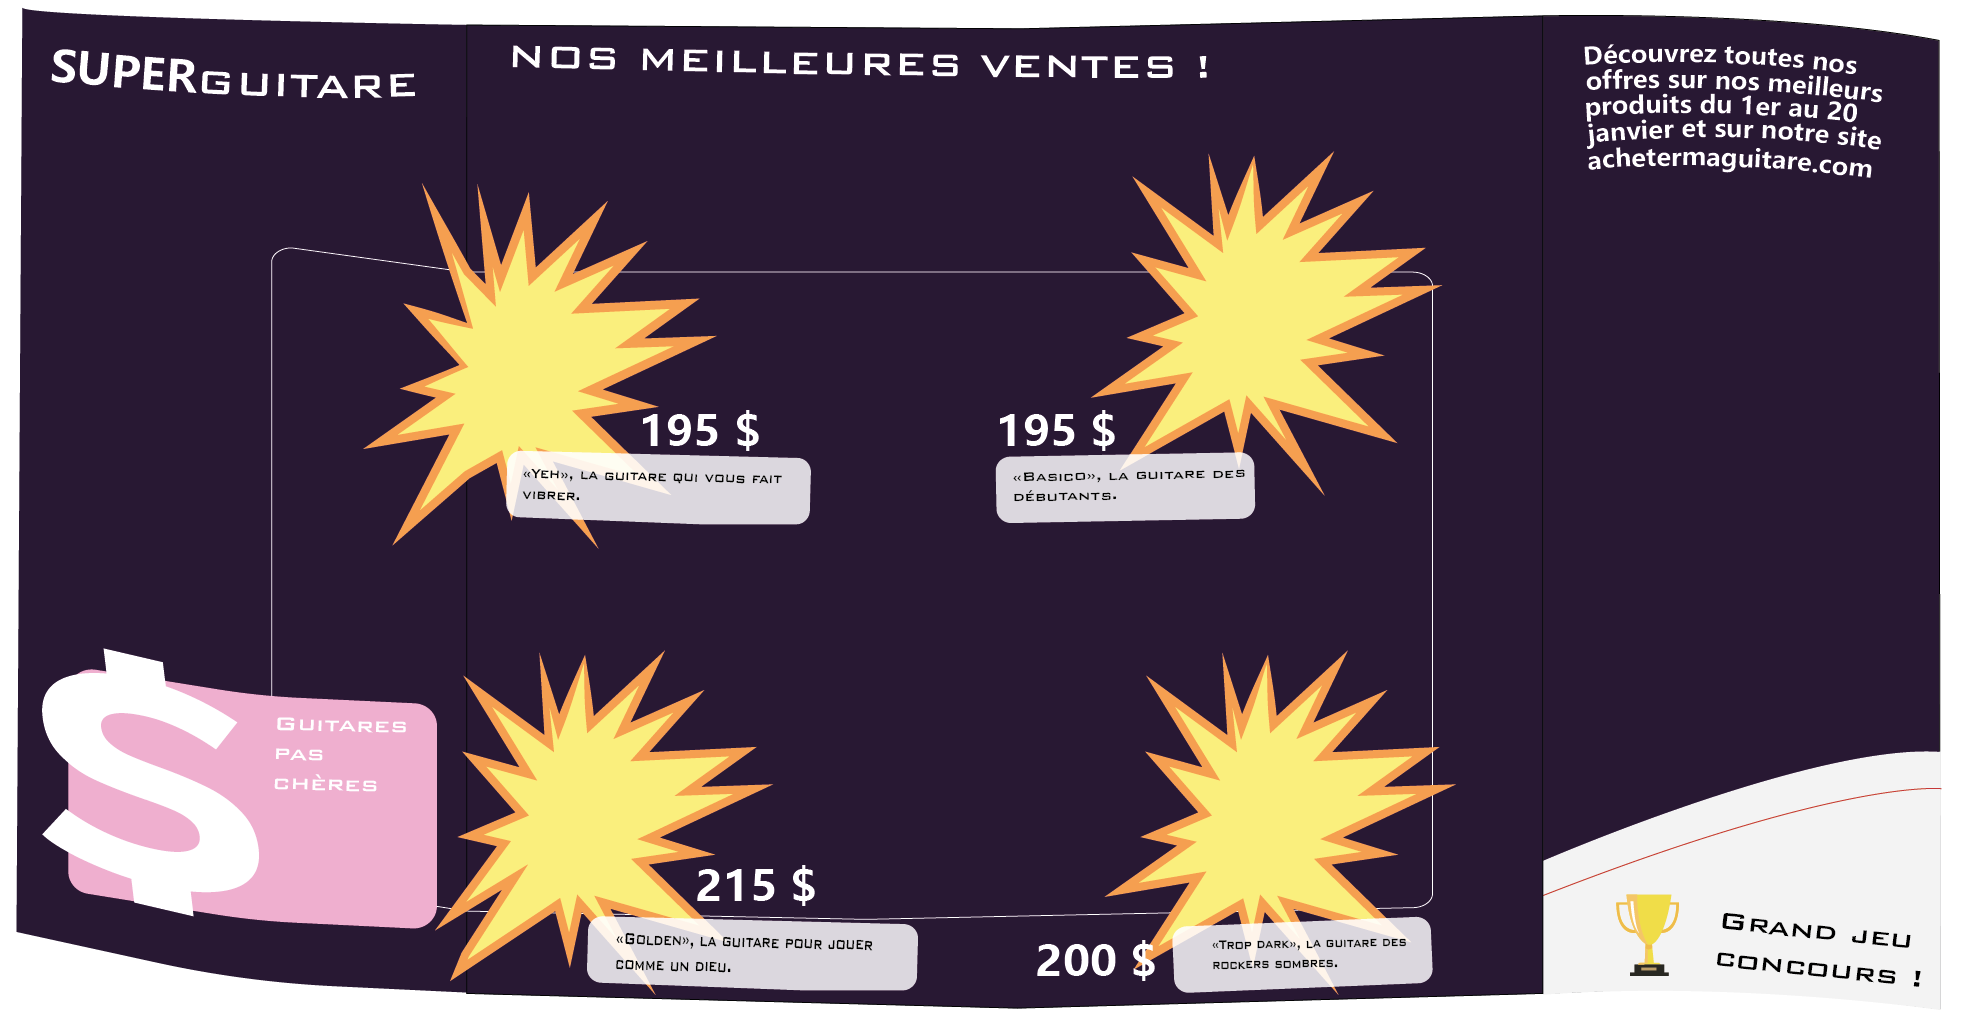 SUPERGUITARE
NOS MEILLEURES VENTES !
Découvrez toutes nos
offres sur nos meilleurs
produits du 1er au 20
janvier et sur notre site
achetermaguitare.com
195 $
«Yeh», la guitare qui vous fait
vibrer.
195 $
«Basico», la guitare des
débutants.
$
Guitares
pas
chères
215 $
«Golden», la guitare pour jouer
comme un dieu.
200 $
«Trop dark», la guitare des
rockers sombres.
Grand jeu
concours !